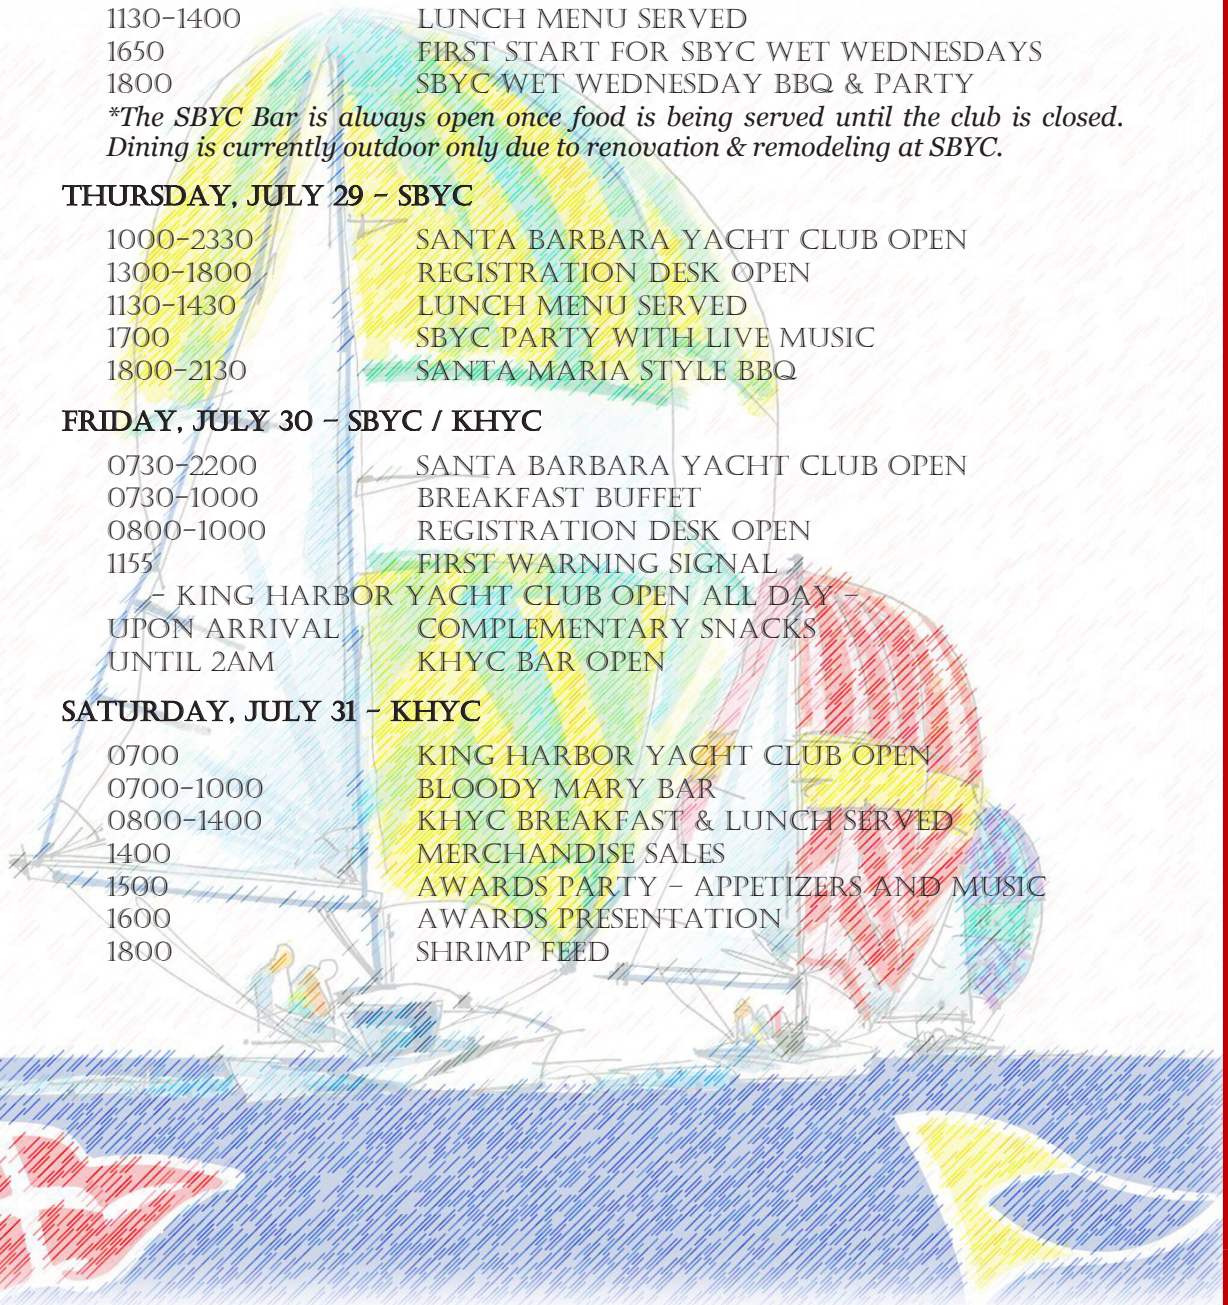 1130-1400 LUNCH MENU SERVED
1650 FIRST START FOR SBYC WET WEDNESDAYS
1800 SBYC WET WEDNESDAY BBQ & PARTY
*The SBYC Bar is always open once food is being served until the club is closed.
Dining is currently outdoor only due to renovation & remodeling at SBYC.
THURSDAY, JULY 29 - SBYC
1000-2330 SANTA BARBARA YACHT CLUB OPEN
1300-1800 REGISTRATION DESK OPEN
1130-1430 LUNCH MENU SERVED
1700 SBYC PARTY WITH LIVE MUSIC
1800-2130 SANTA MARIA STYLE BBQ
FRIDAY, JULY 30 - SBYC / KHYC
0730-2200 SANTA BARBARA YACHT CLUB OPEN
0730-1000 BREAKFAST BUFFET
0800-1000 REGISTRATION DESK OPEN
1155 FIRST WARNING SIGNAL
- KING HARBOR YACHT CLUB OPEN ALL DAY -
UPON ARRIVAL COMPLEMENTARY SNACKS
UNTIL 2AM KHYC BAR OPEN
SATURDAY, JULY 31 - KHYC
0700 KING HARBOR YACHT CLUB OPEN
0700-1000 BLOODY MARY BAR
0800-1400 KHYC BREAKFAST & LUNCH SERVED
1400 MERCHANDISE SALES
1500 AWARDS PARTY - APPETIZERS AND MUSIC
1600 AWARDS PRESENTATION
1800 SHRIMP FEED